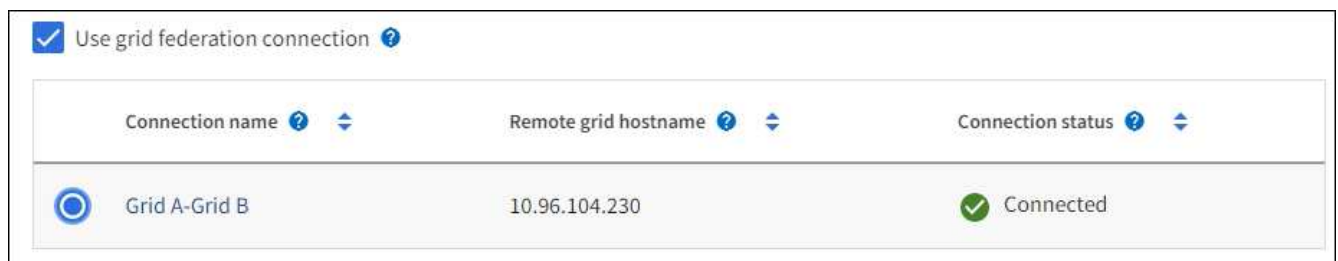 Use grid federation connection
Connection name Remote grid hostname Connection status
Grid A-Grid B 10.96.104.230 Connected